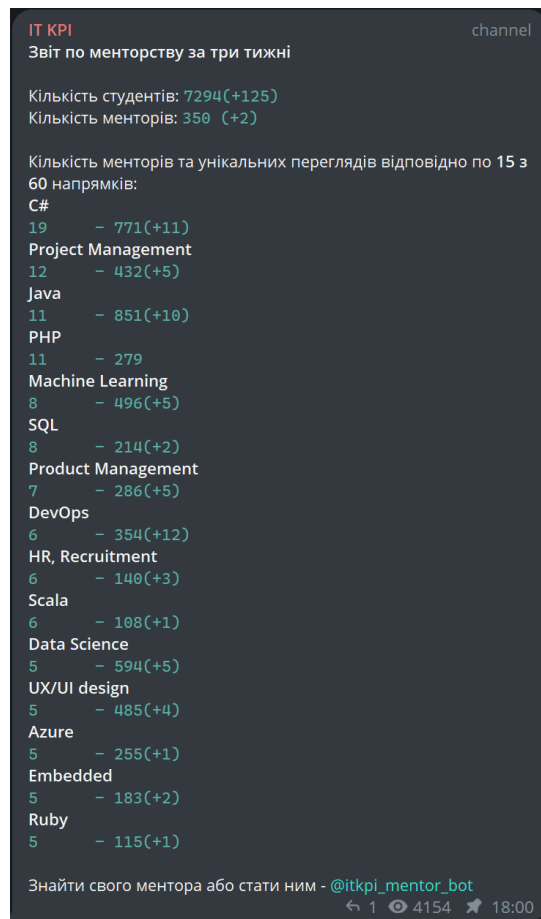 IT KPI channel
Звіт по менторству за три тижні
Кількість студентів: 7294(+125)
Кількість менторів: 350 (+2)
Кількість менторів та унікальних переглядів відповідно по 15 з
60 напрямків:
C#
19 – 771(+11)
Project Management
12 – 432(+5)
Java
11 – 851(+10)
PHP
11 – 279
Machine Learning
8 – 496(+5)
SQL
8 – 214(+2)
Product Management
7 – 286(+5)
DevOps
6 – 354(+12)
HR, Recruitment
6 – 140(+3)
Scala
6 – 108(+1)
Data Science
5 – 594(+5)
UX/UI design
5 – 485(+4)
Azure
5 – 255(+1)
Embedded
5 – 183(+2)
Ruby
5 – 115(+1)
Знайти свого ментора або стати ним - @itkpi_mentor_bot
1 4154 18:00